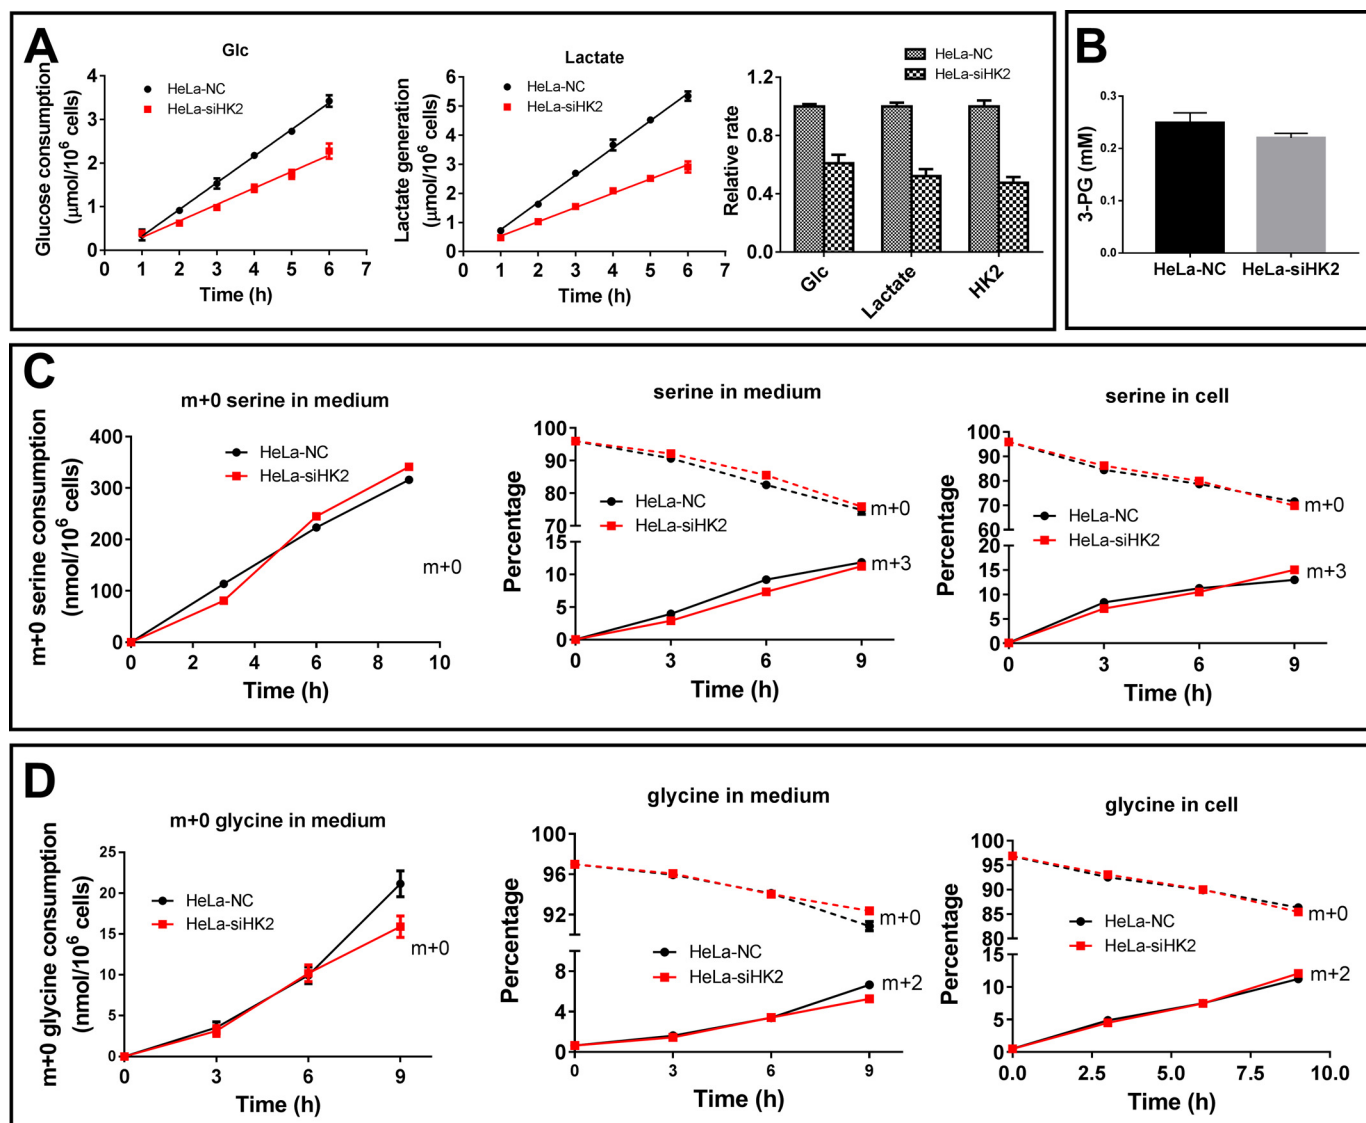 A
Glc
Glucose consumption
(μmol/10⁶ cells)
HeLa-NC
HeLa-siHK2
4
3
2
1
0
0 1 2 3 4 5 6 7
Time (h)
Lactate
Lactate generation
(μmol/10⁶ cells)
HeLa-NC
HeLa-siHK2
6
5
4
3
2
1
0
0 1 2 3 4 5 6 7
Time (h)
HeLa-NC
HeLa-siHK2
Relative rate
1.2
0.8
0.4
0.0
Glc
Lactate
HK2
B
3-PG (mM)
0.3
0.2
0.1
0.0
HeLa-NC HeLa-siHK2
C
m+0 serine in medium
m+0 serine consumption
(nmol/10⁶ cells)
HeLa-NC
HeLa-siHK2
400
300
200
100
0
m+0
0 2 4 6 8 10
Time (h)
serine in medium
Percentage
100
90
80
70
HeLa-NC
HeLa-siHK2
m+0
15
10
5
0
m+3
0 3 6 9
Time (h)
serine in cell
Percentage
100
90
80
70
60
HeLa-NC
HeLa-siHK2
m+0
20
15
10
5
0
m+3
0 3 6 9
Time (h)
D
m+0 glycine in medium
m+0 glycine consumption
(nmol/10⁶ cells)
25
20
15
10
5
0
HeLa-NC
HeLa-siHK2
m+0
0 3 6 9
Time (h)
glycine in medium
Percentage
100
96
92
m+0
HeLa-NC
HeLa-siHK2
8
4
0
m+2
0 3 6 9
Time (h)
glycine in cell
Percentage
100
95
90
85
80
m+0
HeLa-NC
HeLa-siHK2
15
10
5
0
m+2
0.0 2.5 5.0 7.5 10.0
Time (h)